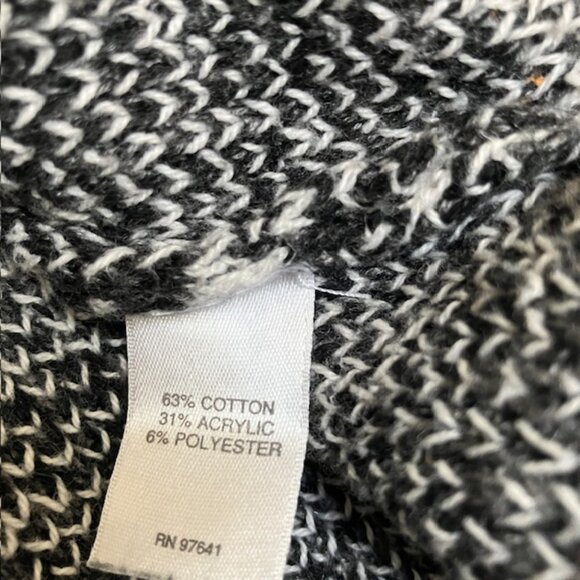 63% COTTON
31% ACRYLIC
6% POLYESTER
RN 97641